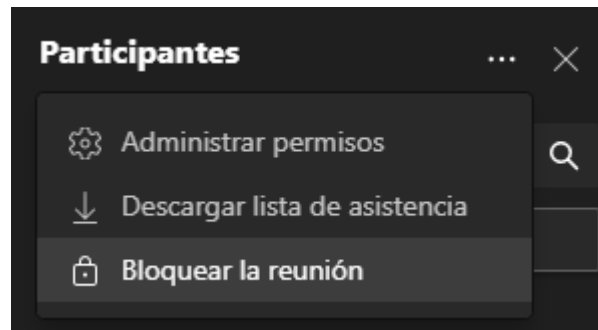 Participantes
Administrar permisos
Descargar lista de asistencia
Bloquear la reunión